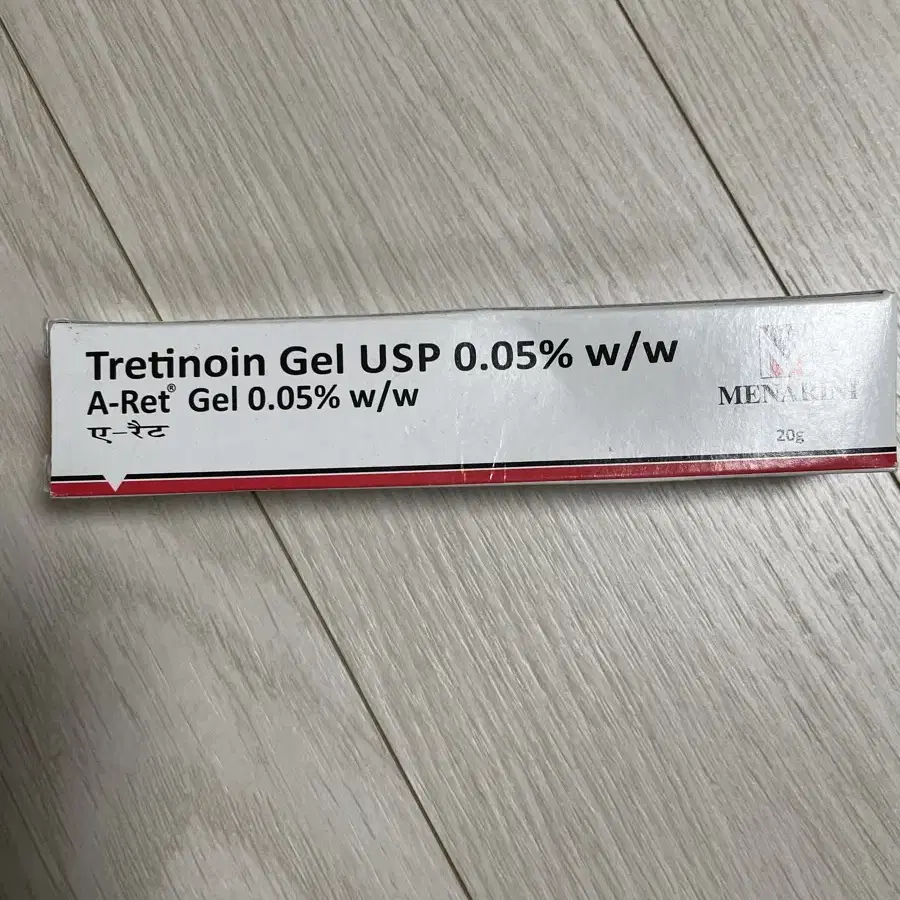 Tretinoin Gel USP 0.05% w/w
A-Ret® Gel 0.05% w/w
ए-रैट
MENARINI
20g